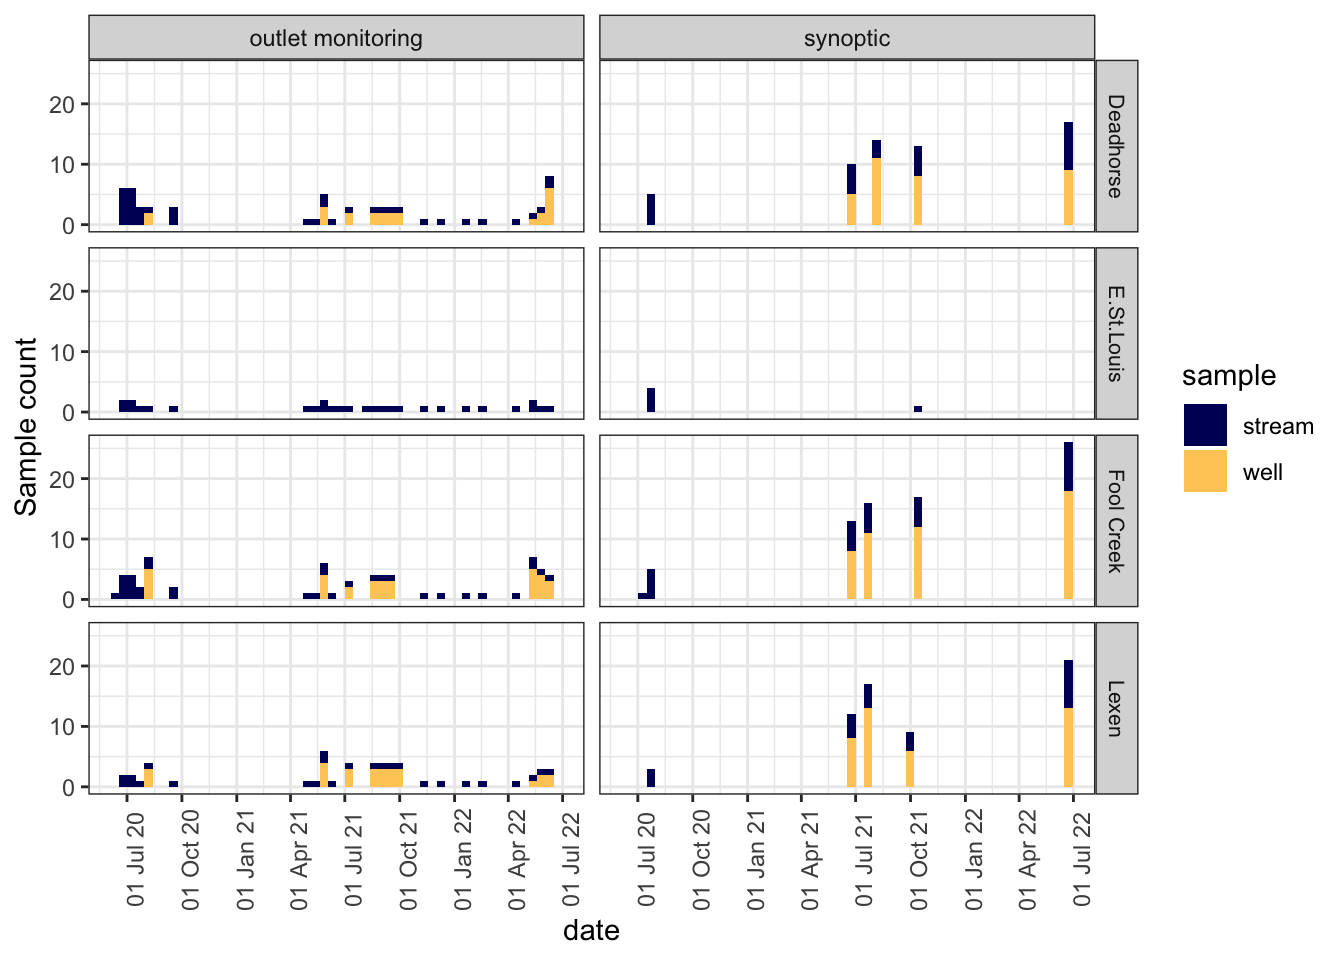 outlet monitoring
synoptic
Sample count
20
10
0
Deadhorse
20
10
0
E.St.Louis
20
10
0
Fool Creek
20
10
0
Lexen
01 Jul 20
01 Oct 20
01 Jan 21
01 Apr 21
01 Jul 21
01 Oct 21
01 Jan 22
01 Apr 22
01 Jul 22
01 Jul 20
01 Oct 20
01 Jan 21
01 Apr 21
01 Jul 21
01 Oct 21
01 Jan 22
01 Apr 22
01 Jul 22
date
sample
stream
well